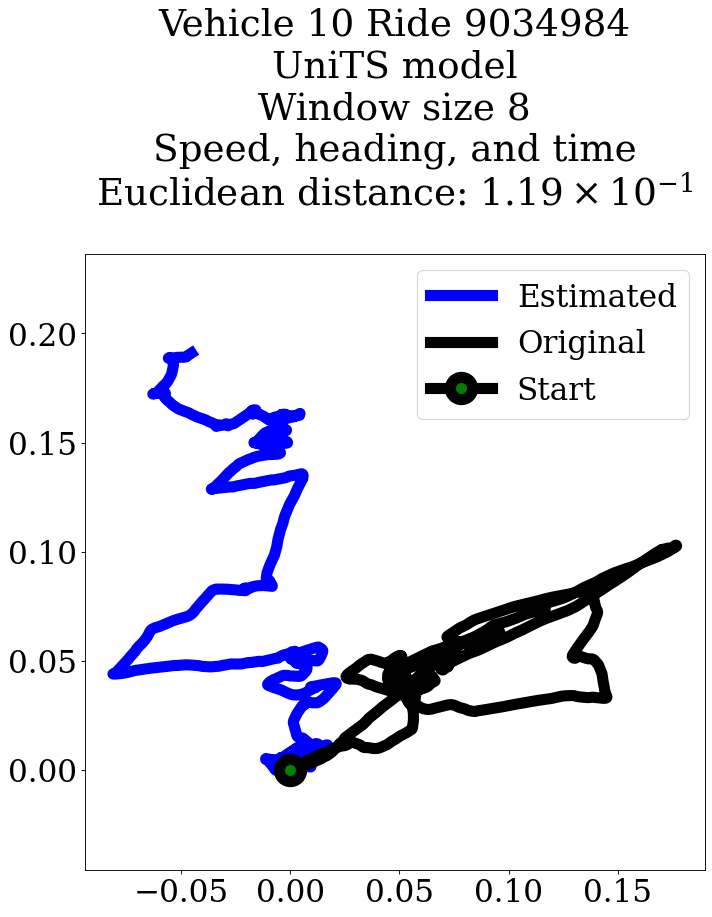 Vehicle 10 Ride 9034984
UniTS model
Window size 8
Speed, heading, and time
Euclidean distance: 1.19 × 10⁻¹
Estimated
Original
Start
0.20
0.15
0.10
0.05
0.00
−0.05 0.00 0.05 0.10 0.15